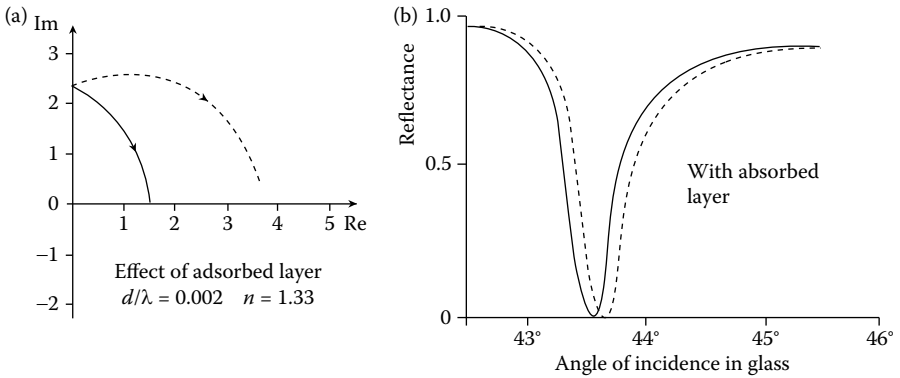 (a)
Im
3
2
1
0
−1
−2
1 2 3 4 5 Re
Effect of adsorbed layer
d/λ = 0.002 n = 1.33
(b)
1.0
0.5
0
Reflectance
With absorbed
layer
43° 44° 45° 46°
Angle of incidence in glass